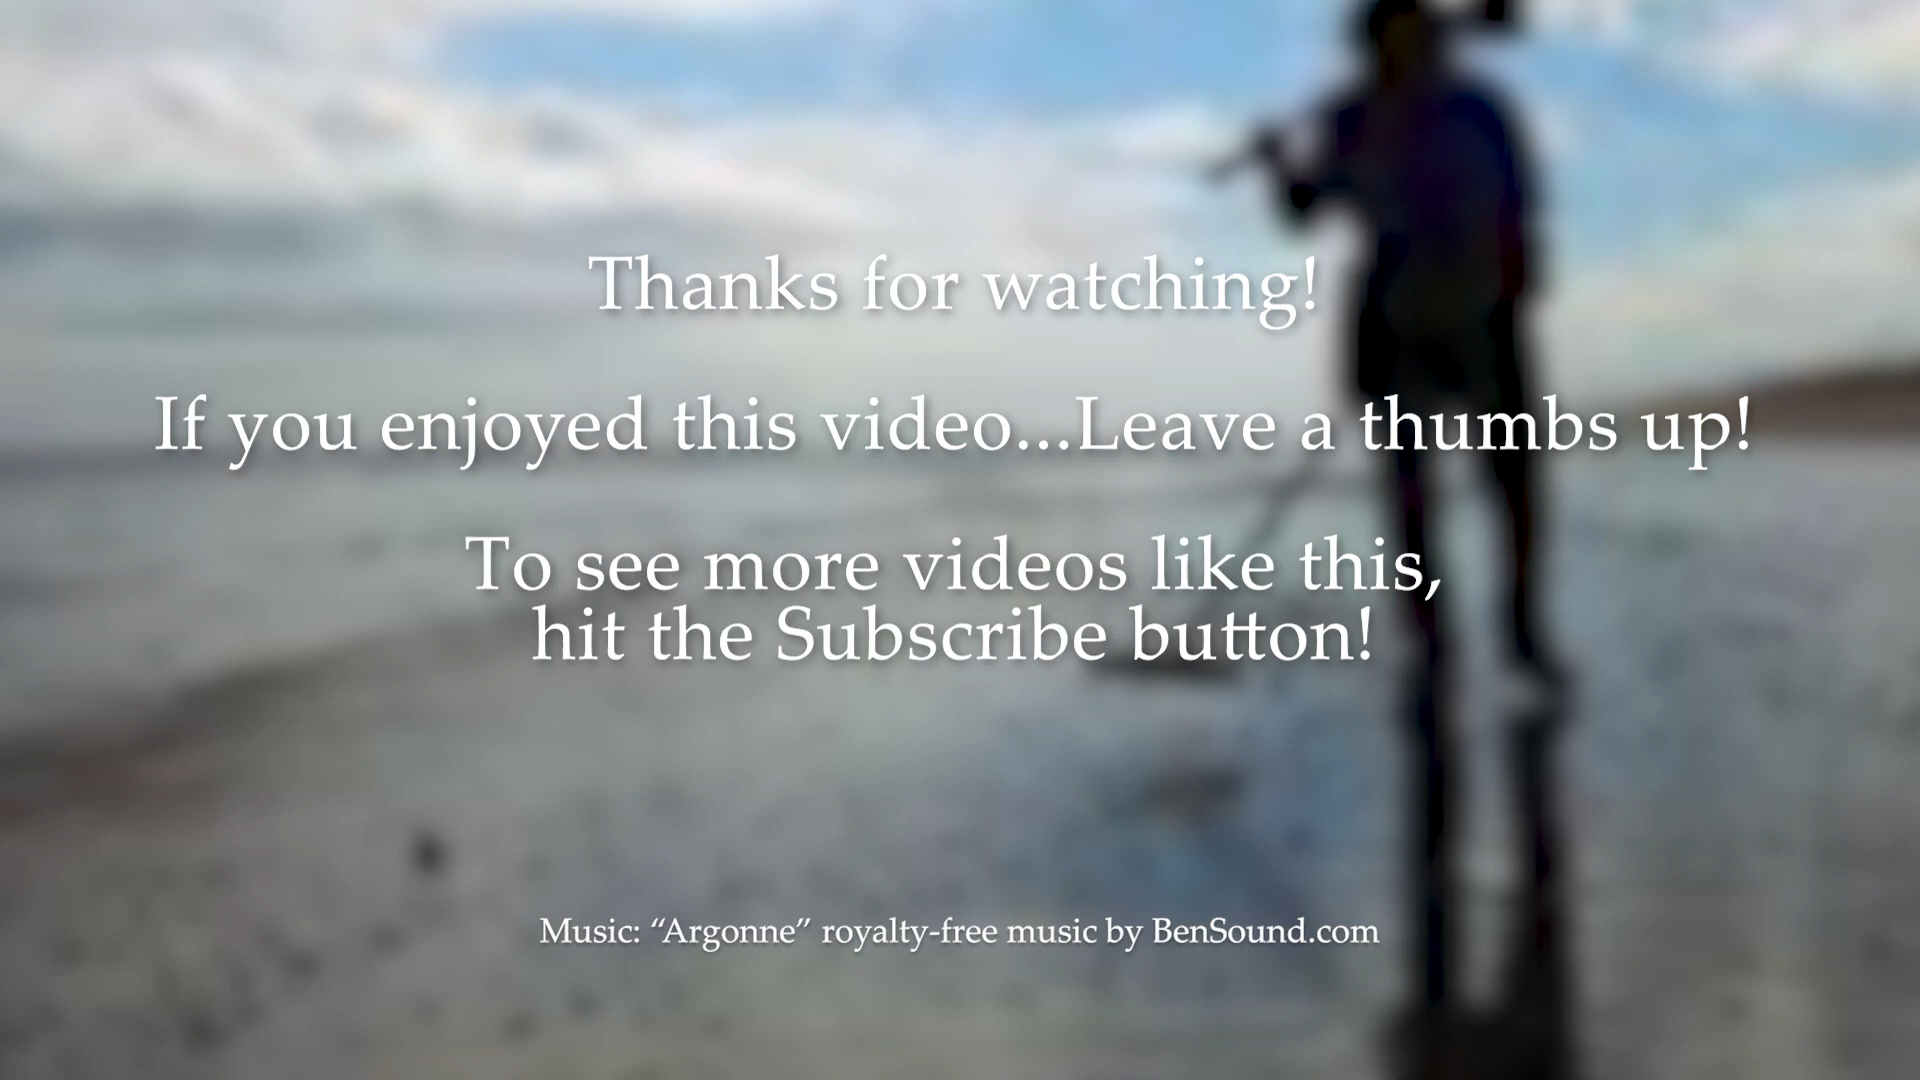 Thanks for watching!
If you enjoyed this video...Leave a thumbs up!
To see more videos like this,
hit the Subscribe button!
Music: “Argonne” royalty-free music by BenSound.com